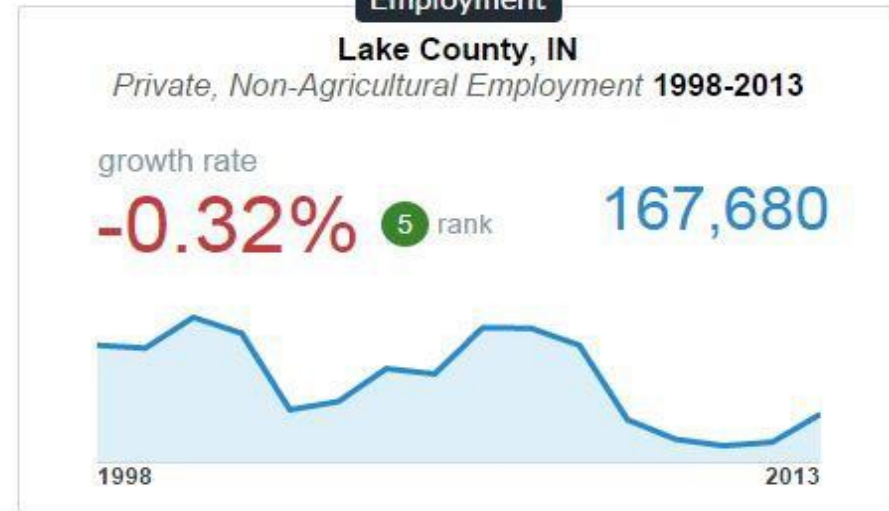 Employment
Lake County, IN
Private, Non-Agricultural Employment 1998-2013
growth rate
-0.32% 5 rank 167,680
1998 2013